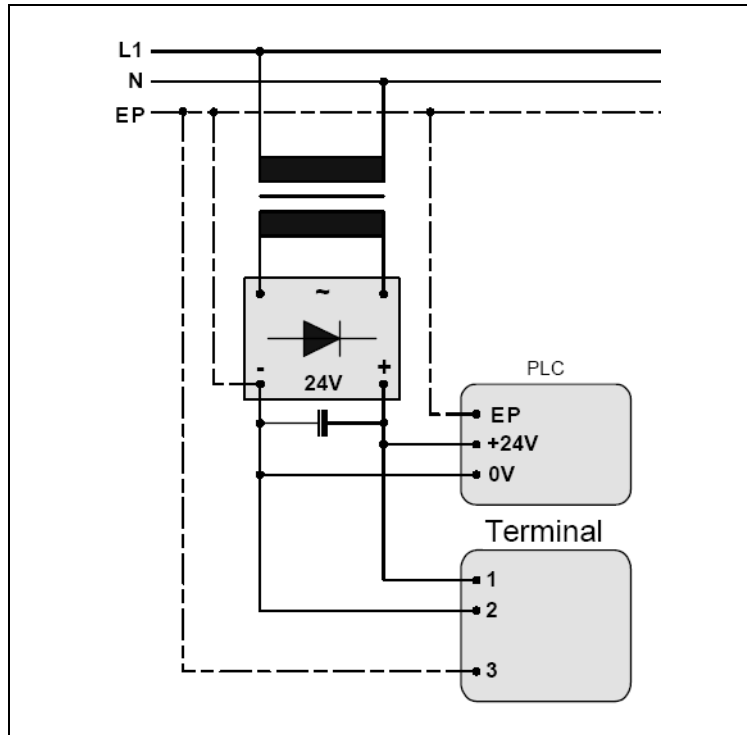 L1
N
EP
~
- +
24V
PLC
EP
+24V
0V
Terminal
1
2
3